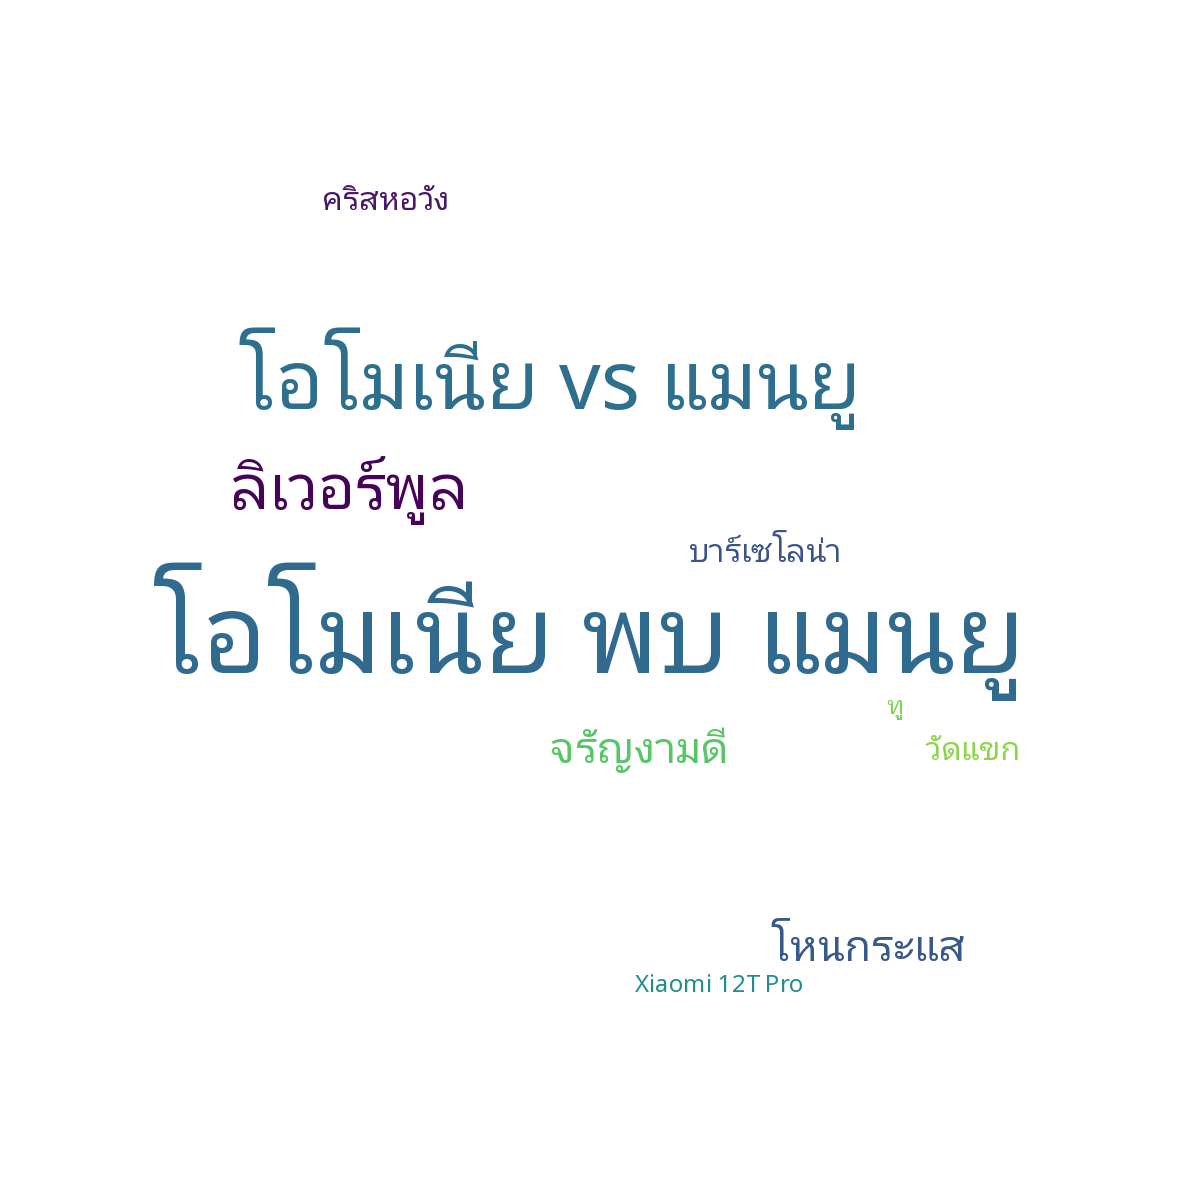 คริสหอวัง
โอโมเนีย vs แมนยู
ลิเวอร์พูล
บาร์เซโลน่า
โอโมเนีย พบ แมนยู
ทู
จรัญงามดี
วัดแขก
โหนกระแส
Xiaomi 12T Pro